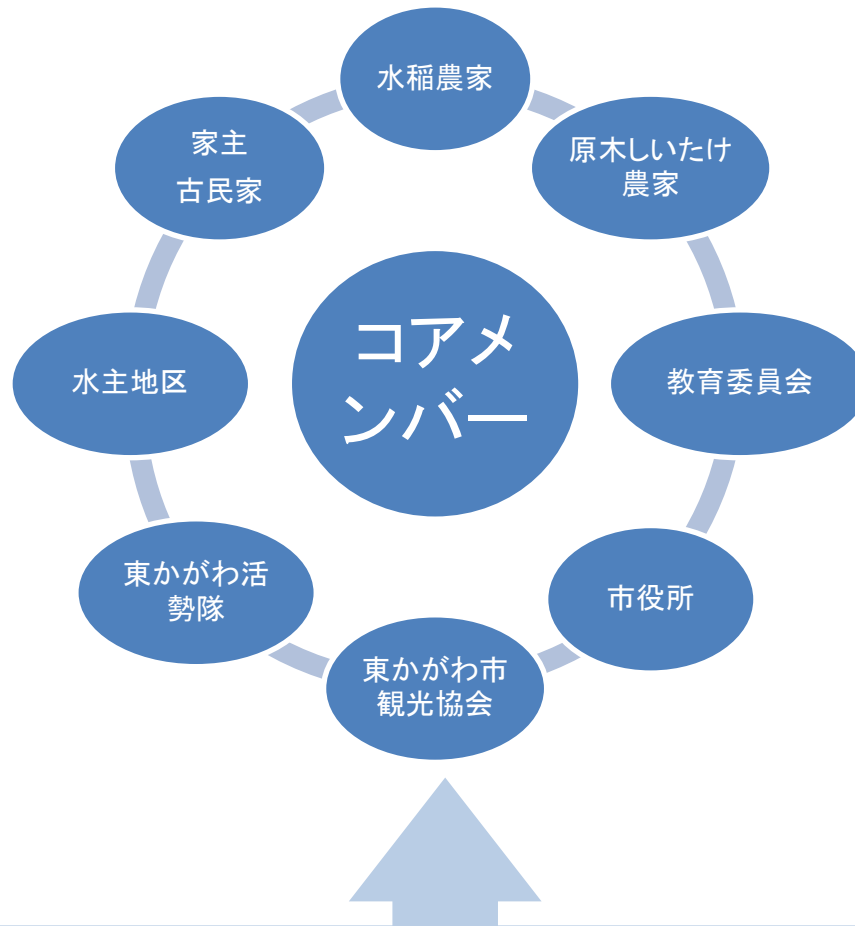 水稲農家
原木しいたけ
農家
教育委員会
市役所
東かがわ市
観光協会
東かがわ活
勢隊
水主地区
家主
古民家
コアメ
ンバー